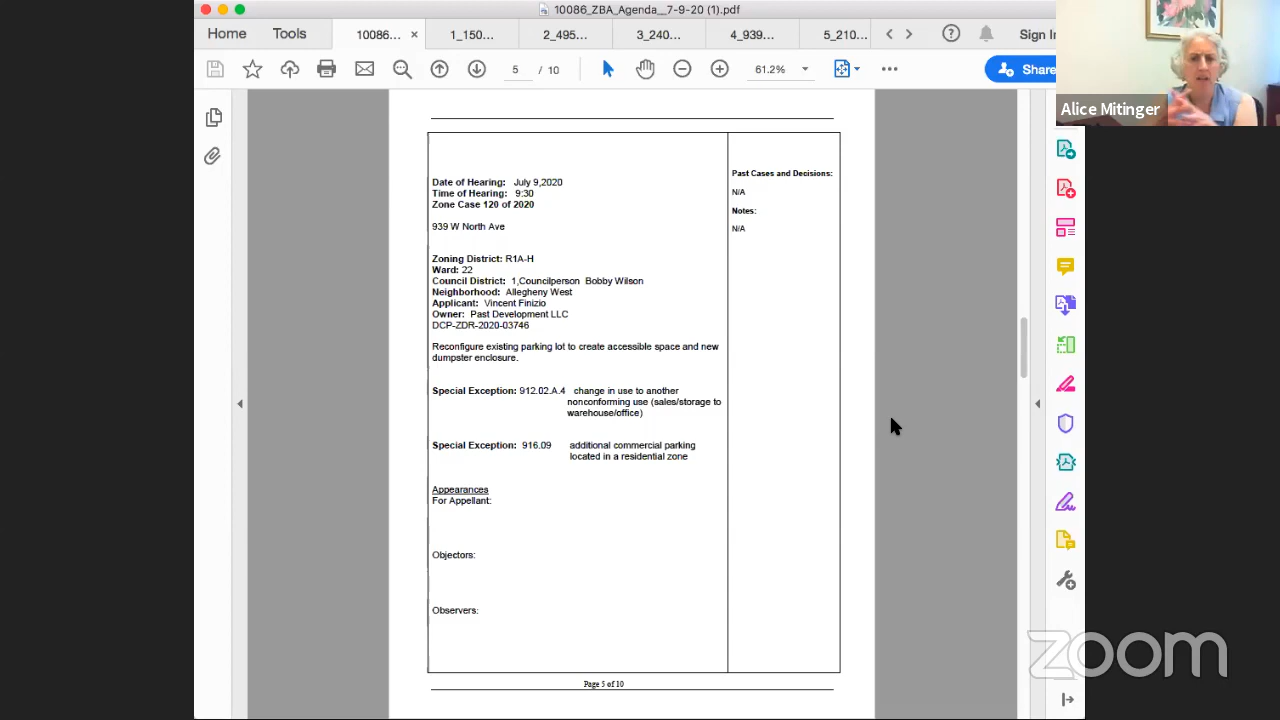 10086_ZBA_Agenda__7-9-20 (1).pdf
Home Tools 10086... × 1_150... 2_495... 3_240... 4_939... 5_210... Sign In
5 / 10 61.2% Share
Alice Mitinger
Date of Hearing: July 9,2020
Time of Hearing: 9:30
Zone Case 120 of 2020
939 W North Ave
Zoning District: R1A-H
Ward: 22
Council District: 1,Councilperson Bobby Wilson
Neighborhood: Allegheny West
Applicant: Vincent Finizio
Owner: Past Development LLC
DCP-ZDR-2020-03746
Reconfigure existing parking lot to create accessible space and new
dumpster enclosure.
Special Exception: 912.02.A.4 change in use to another
nonconforming use (sales/storage to
warehouse/office)
Special Exception: 916.09 additional commercial parking
located in a residential zone
Appearances
For Appellant:
Objectors:
Observers:
Past Cases and Decisions:
N/A
Notes:
N/A
Page 5 of 10
zoom